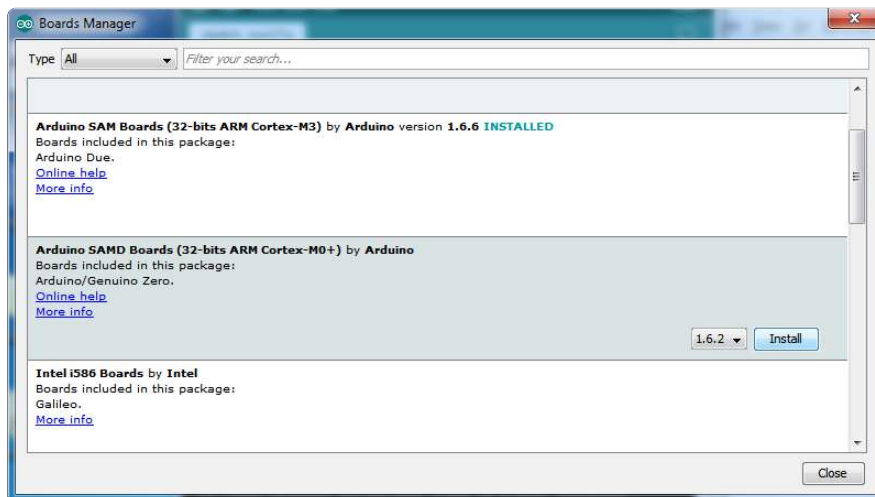 Boards Manager
Type All Filter your search...
Arduino SAM Boards (32-bits ARM Cortex-M3) by Arduino version 1.6.6 INSTALLED
Boards included in this package:
Arduino Due.
Online help
More info
Arduino SAMD Boards (32-bits ARM Cortex-M0+) by Arduino
Boards included in this package:
Arduino/Genuino Zero.
Online help
More info
1.6.2 Install
Intel i586 Boards by Intel
Boards included in this package:
Galileo.
More info
Close